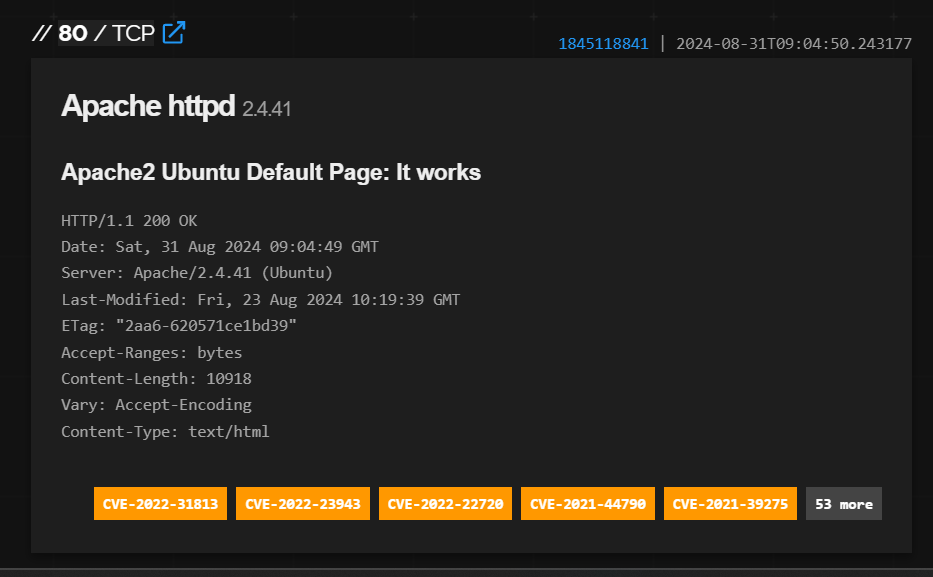 // 80 / TCP
1845118841 | 2024-08-31T09:04:50.243177
Apache httpd 2.4.41
Apache2 Ubuntu Default Page: It works
HTTP/1.1 200 OK
Date: Sat, 31 Aug 2024 09:04:49 GMT
Server: Apache/2.4.41 (Ubuntu)
Last-Modified: Fri, 23 Aug 2024 10:19:39 GMT
ETag: "2aa6-620571ce1bd39"
Accept-Ranges: bytes
Content-Length: 10918
Vary: Accept-Encoding
Content-Type: text/html
CVE-2022-31813 CVE-2022-23943 CVE-2022-22720 CVE-2021-44790 CVE-2021-39275 53 more